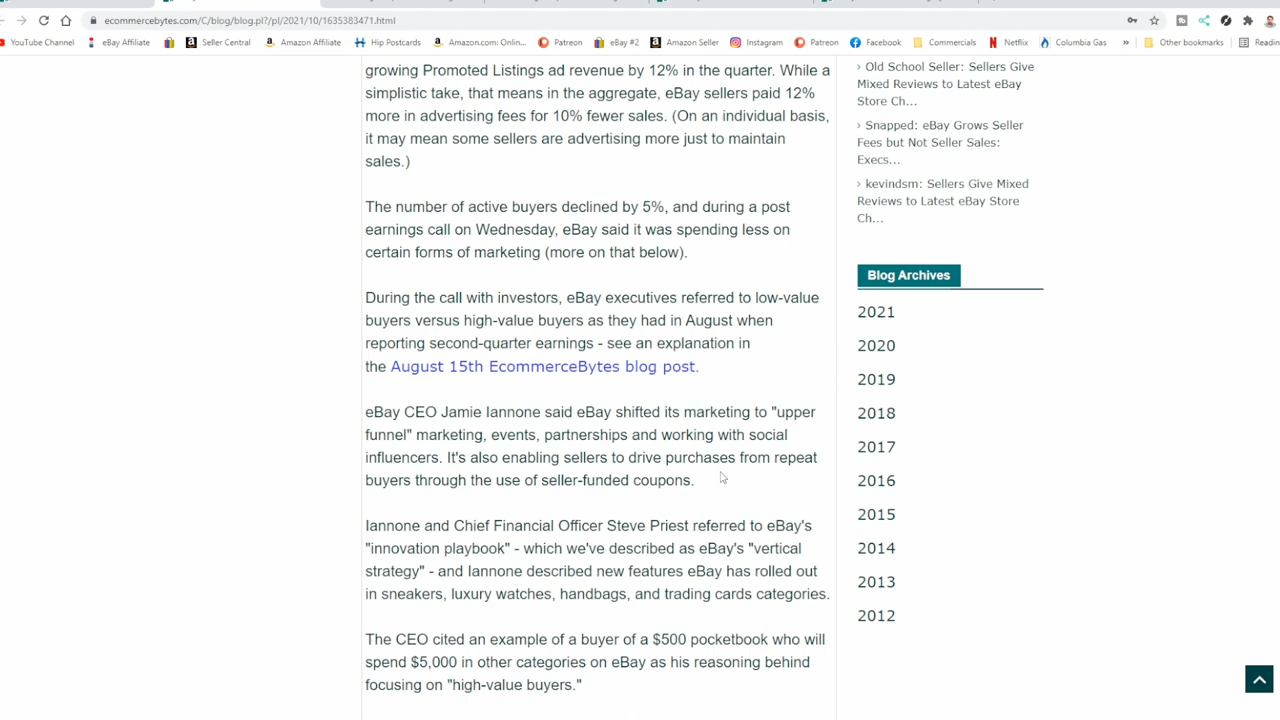 ecommercebytes.com/C/blog/blog.pl?/pl/2021/10/1635383471.html
YouTube Channel eBay Affiliate Seller Central Amazon Affiliate Hip Postcards Amazon.com: Onlin... Patreon eBay #2 Amazon Seller Instagram Patreon Facebook Commercials Netflix Columbia Gas » Other bookmarks Readin
growing Promoted Listings ad revenue by 12% in the quarter. While a
simplistic take, that means in the aggregate, eBay sellers paid 12%
more in advertising fees for 10% fewer sales. (On an individual basis,
it may mean some sellers are advertising more just to maintain
sales.)
The number of active buyers declined by 5%, and during a post
earnings call on Wednesday, eBay said it was spending less on
certain forms of marketing (more on that below).
During the call with investors, eBay executives referred to low-value
buyers versus high-value buyers as they had in August when
reporting second-quarter earnings - see an explanation in
the August 15th EcommerceBytes blog post.
eBay CEO Jamie Iannone said eBay shifted its marketing to "upper
funnel" marketing, events, partnerships and working with social
influencers. It's also enabling sellers to drive purchases from repeat
buyers through the use of seller-funded coupons.
Iannone and Chief Financial Officer Steve Priest referred to eBay's
"innovation playbook" - which we've described as eBay's "vertical
strategy" - and Iannone described new features eBay has rolled out
in sneakers, luxury watches, handbags, and trading cards categories.
The CEO cited an example of a buyer of a $500 pocketbook who will
spend $5,000 in other categories on eBay as his reasoning behind
focusing on "high-value buyers."
› Old School Seller: Sellers Give
Mixed Reviews to Latest eBay
Store Ch...
› Snapped: eBay Grows Seller
Fees but Not Seller Sales:
Execs...
› kevindsm: Sellers Give Mixed
Reviews to Latest eBay Store
Ch...
Blog Archives
2021
2020
2019
2018
2017
2016
2015
2014
2013
2012